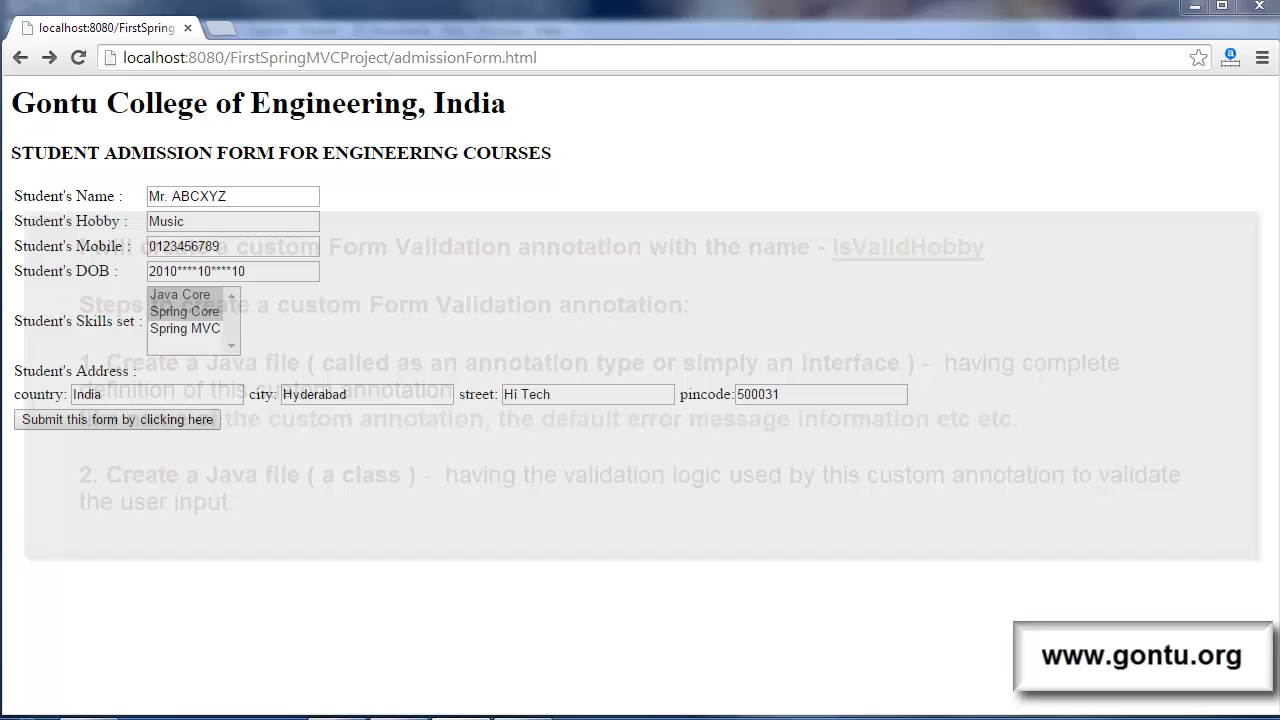 localhost:8080/FirstSpring
localhost:8080/FirstSpringMVCProject/admissionForm.html
Gontu College of Engineering, India
STUDENT ADMISSION FORM FOR ENGINEERING COURSES
Student's Name : Mr. ABCXYZ
Student's Hobby : Music
Student's Mobile : 0123456789
Student's DOB : 2010****10****10
Java Core
Spring Core
Student's Skills set : Spring MVC
Student's Address :
country: India city: Hyderabad street: Hi Tech pincode: 500031
Submit this form by clicking here
create a custom Form Validation annotation with the name - IsValidHobby
Steps to create a custom Form Validation annotation:
1. Create a Java file ( called as an annotation type or simply an interface ) - having complete
definition of this custom annotation
the custom annotation, the default error message information etc etc.
2. Create a Java file ( a class ) - having the validation logic used by this custom annotation to validate
the user input.
www.gontu.org